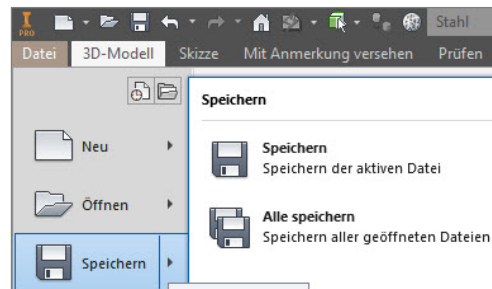 I
PRO
Stahl
Datei 3D-Modell Skizze Mit Anmerkung versehen Prüfen
Speichern
Neu
Speichern
Speichern der aktiven Datei
Öffnen
Alle speichern
Speichern aller geöffneten Dateien
Speichern